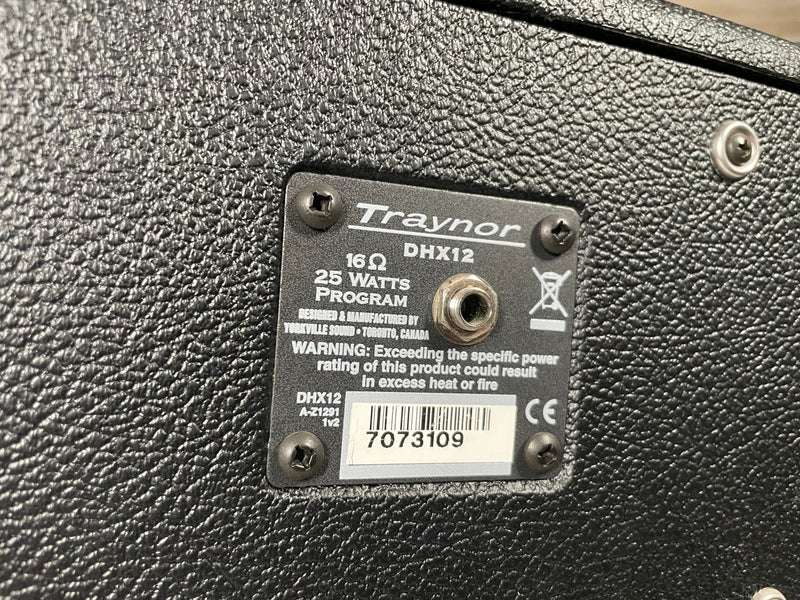 Traynor
DHX12
16Ω
25 WATTS
PROGRAM
DESIGNED & MANUFACTURED BY
YORKVILLE SOUND • TORONTO, CANADA
WARNING: Exceeding the specific power
rating of this product could result
in excess heat or fire
DHX12
A-Z1291
1v2
7073109
CE